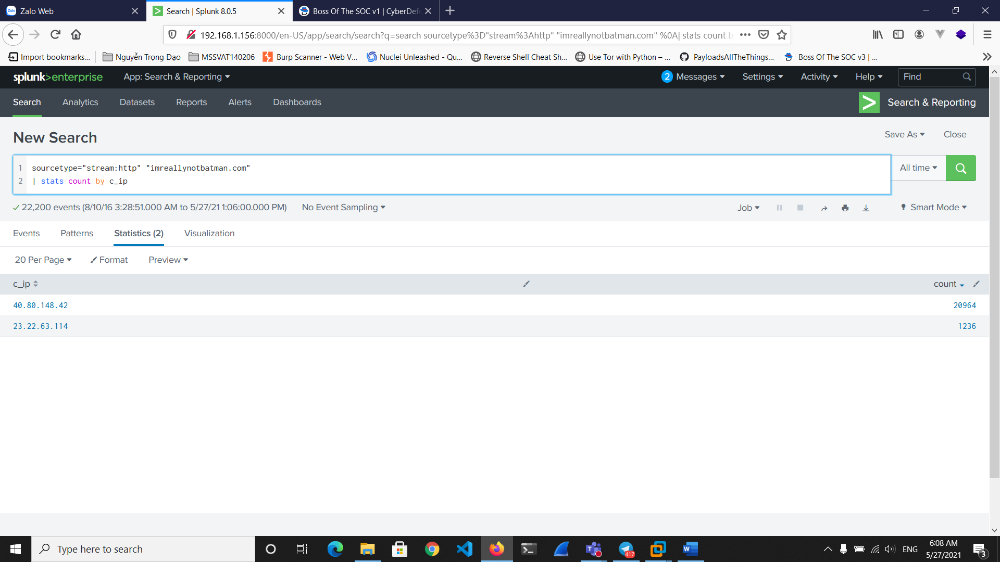 Zalo Web
Search | Splunk 8.0.5
Boss Of The SOC v1 | CyberDefe
192.168.1.156:8000/en-US/app/search/search?q=search sourcetype%3D"stream%3Ahttp" "imreallynotbatman.com" %0A| stats count b
Import bookmarks...
Nguyễn Trọng Đạo
MSSVAT140206
Burp Scanner - Web V...
Nuclei Unleashed - Qu...
Reverse Shell Cheat Sh...
Use Tor with Python – ...
PayloadsAllTheThings...
Boss Of The SOC v3 | ...
splunk>enterprise
App: Search & Reporting
2
Messages
Settings
Activity
Help
Find
Search
Analytics
Datasets
Reports
Alerts
Dashboards
Search & Reporting
New Search
Save As
Close
1 sourcetype="stream:http" "imreallynotbatman.com"
2 | stats count by c_ip
All time
22,200 events (8/10/16 3:28:51.000 AM to 5/27/21 1:06:00.000 PM)
No Event Sampling
Job
Smart Mode
Events
Patterns
Statistics (2)
Visualization
20 Per Page
Format
Preview
c_ip
count
40.80.148.42
20964
23.22.63.114
1236
Type here to search
417
ENG
6:08 AM
5/27/2021
3